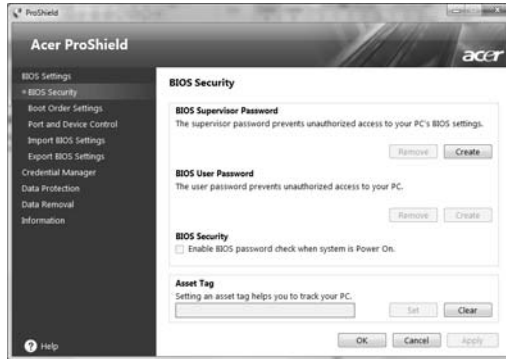 ProShield
Acer ProShield
acer
BIOS Settings
BIOS Security
Boot Order Settings
Port and Device Control
Import BIOS Settings
Export BIOS Settings
Credential Manager
Data Protection
Data Removal
Information
Help
BIOS Security
BIOS Supervisor Password
The supervisor password prevents unauthorized access to your PC's BIOS settings.
Remove Create
BIOS User Password
The user password prevents unauthorized access to your PC.
Remove Create
BIOS Security
Enable BIOS password check when system is Power On.
Asset Tag
Setting an asset tag helps you to track your PC.
Set Clear
OK Cancel Apply